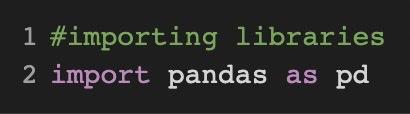 1 #importing libraries
2 import pandas as pd